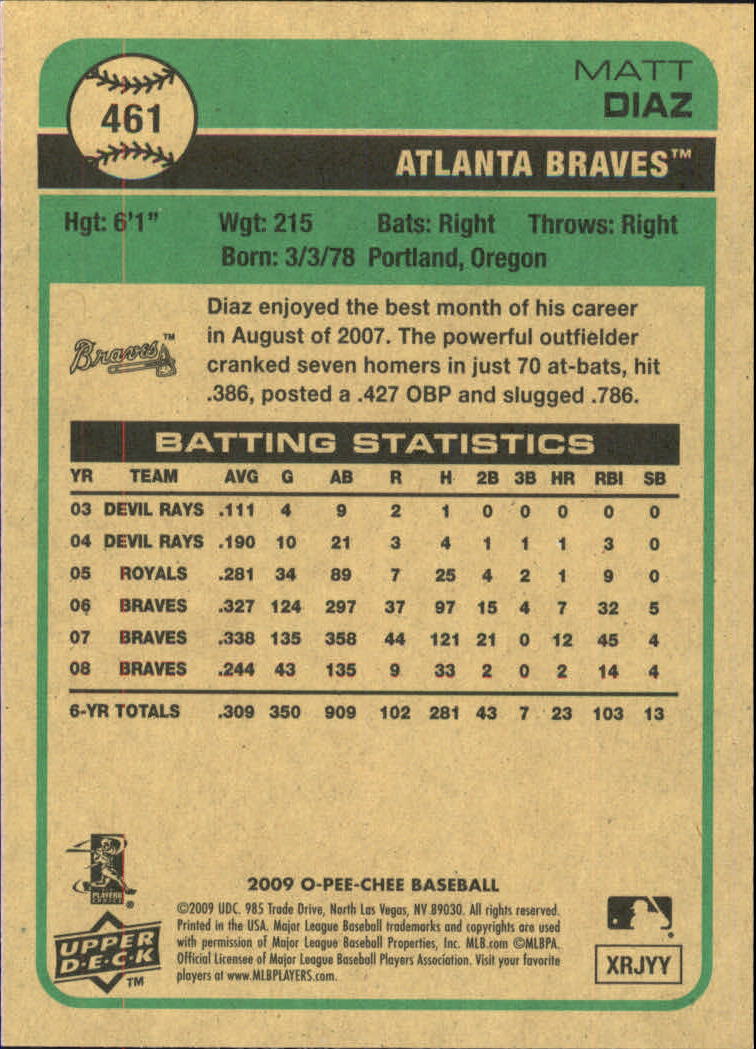 MATT
461
DIAZ
ATLANTA BRAVES™
Hgt: 6'1" Wgt: 215 Bats: Right Throws: Right
Born: 3/3/78 Portland, Oregon
Diaz enjoyed the best month of his career
in August of 2007. The powerful outfielder
Braves™
cranked seven homers in just 70 at-bats, hit
.386, posted a .427 OBP and slugged .786.
BATTING STATISTICS
YR TEAM AVG G AB R H 2B 3B HR RBI SB
03 DEVIL RAYS .111 4 9 2 1 0 0 0 0 0
04 DEVIL RAYS .190 10 21 3 4 1 1 1 3 0
05 ROYALS .281 34 89 7 25 4 2 1 9 0
06 BRAVES .327 124 297 37 97 15 4 7 32 5
07 BRAVES .338 135 358 44 121 21 0 12 45 4
08 BRAVES .244 43 135 9 33 2 0 2 14 4
6-YR TOTALS .309 350 909 102 281 43 7 23 103 13
PLAYERS
CHOICE ®
2009 O-PEE-CHEE BASEBALL
©2009 UDC. 985 Trade Drive, North Las Vegas, NV 89030. All rights reserved.
Printed in the USA. Major League Baseball trademarks and copyrights are used
with permission of Major League Baseball Properties, Inc. MLB.com ©MLBPA.
Official Licensee of Major League Baseball Players Association. Visit your favorite
players at www.MLBPLAYERS.com.
UPPER
D·E·C·K
™
XRJYY